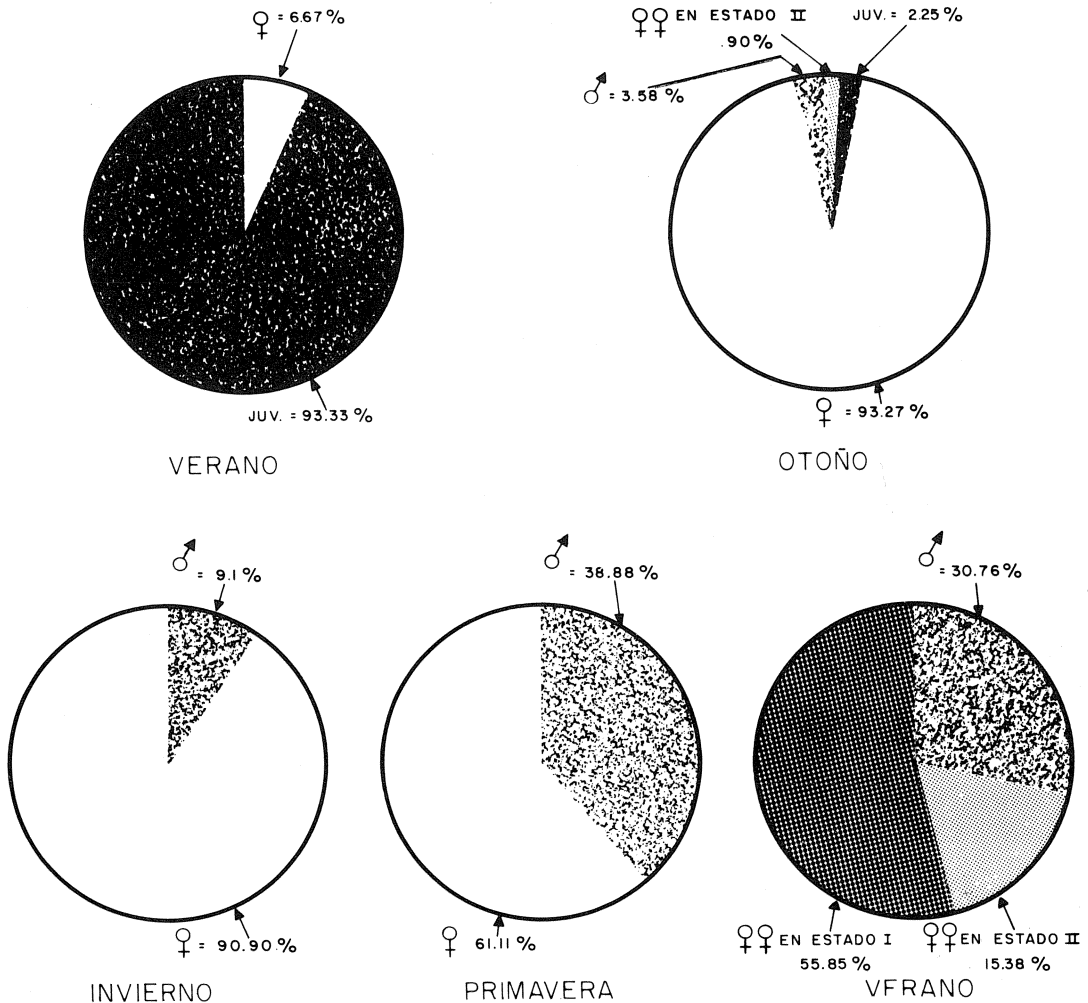 ♀ = 6.67 %
JUV. = 93.33 %
VERANO
♀♀ EN ESTADO II
.90%
JUV. = 2.25 %
♂ = 3.58 %
♀ = 93.27 %
OTOÑO
♂
= 9.1 %
♀ = 90.90 %
INVIERNO
♂
= 38.88 %
♀ 61.11 %
PRIMAVERA
♂
= 30.76 %
♀♀ EN ESTADO I
55.85 %
♀♀ EN ESTADO II
15.38 %
VFRANO